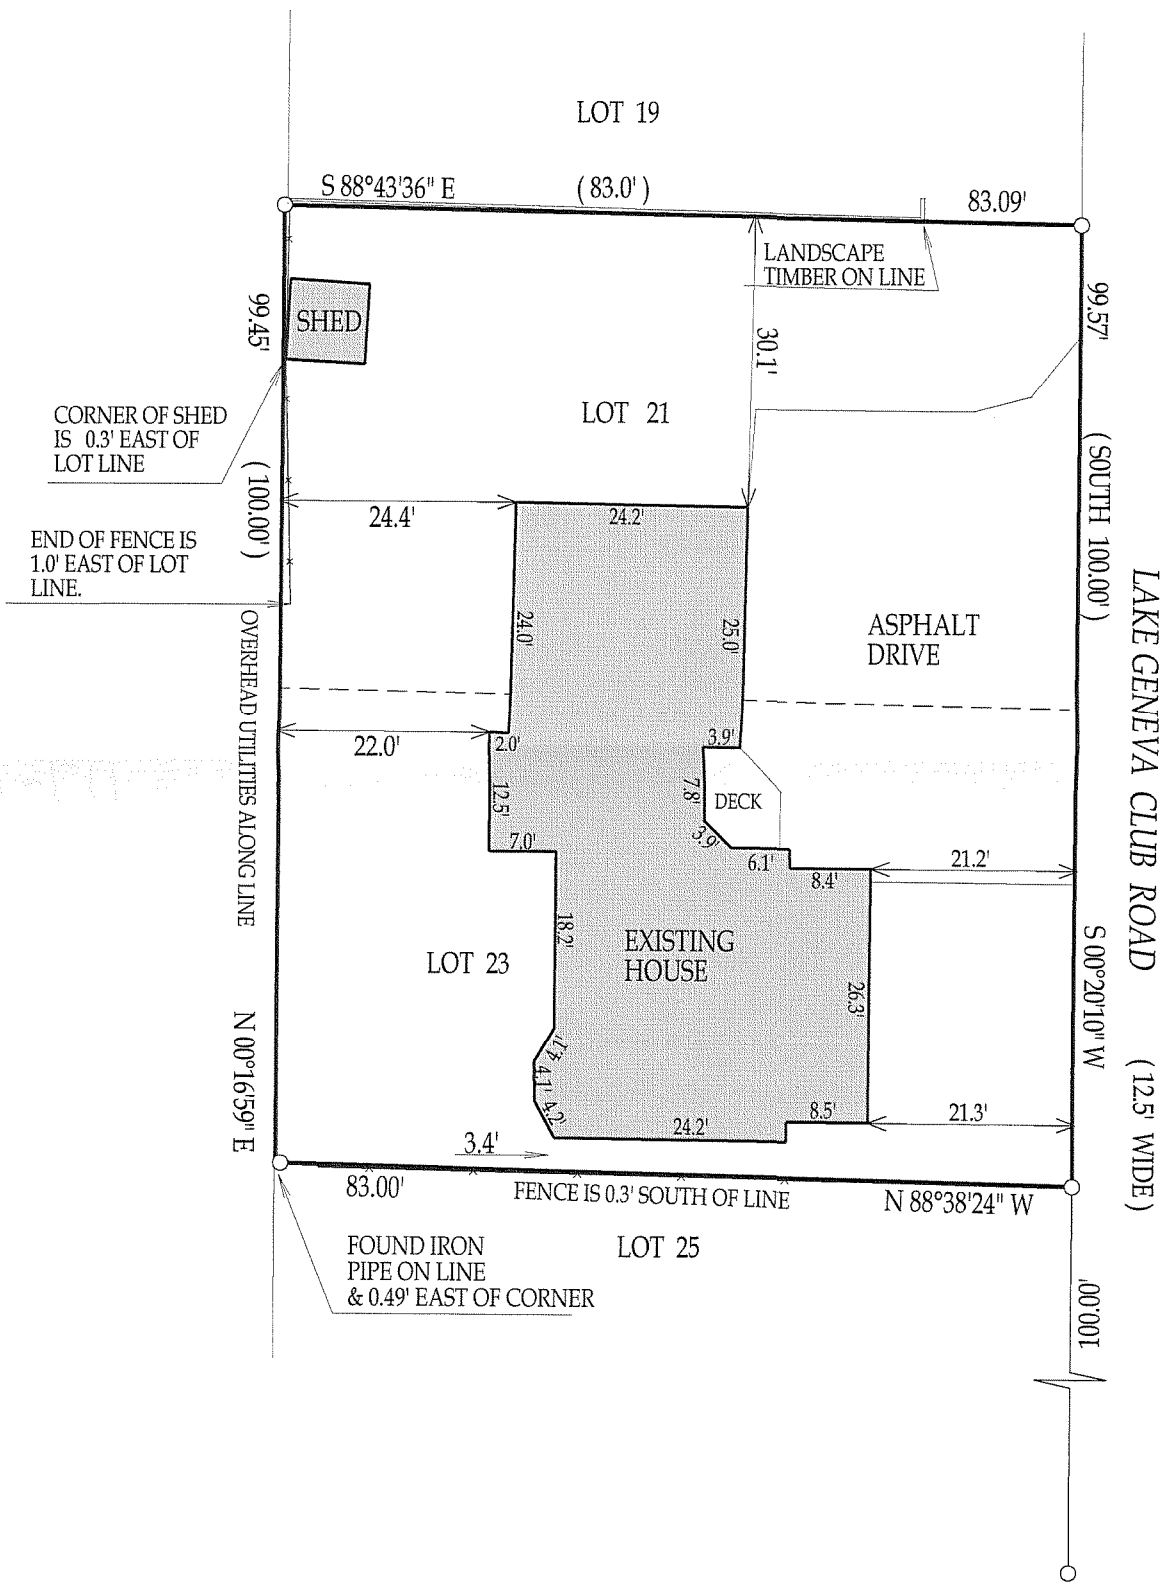 LOT 19
S 88°43'36" E
( 83.0' )
83.09'
LANDSCAPE
TIMBER ON LINE
99.45'
SHED
30.1'
99.57'
CORNER OF SHED
IS 0.3' EAST OF
LOT LINE
LOT 21
( 100.00' )
(SOUTH 100.00')
24.4'
24.2'
END OF FENCE IS
1.0' EAST OF LOT
LINE.
24.0'
25.0'
ASPHALT
DRIVE
LAKE GENEVA CLUB ROAD
( 12.5' WIDE )
OVERHEAD UTILITIES ALONG LINE
22.0'
2.0'
3.9'
12.5'
7.8'
DECK
3.9'
7.0'
6.1'
8.4'
21.2'
18.2'
EXISTING
HOUSE
LOT 23
26.3'
S 00°20'10" W
N 00°16'59" E
4.1'
4.1'
4.2'
24.2'
8.5'
21.3'
3.4'
83.00'
FENCE IS 0.3' SOUTH OF LINE
N 88°38'24" W
FOUND IRON
PIPE ON LINE
& 0.49' EAST OF CORNER
LOT 25
100.00'